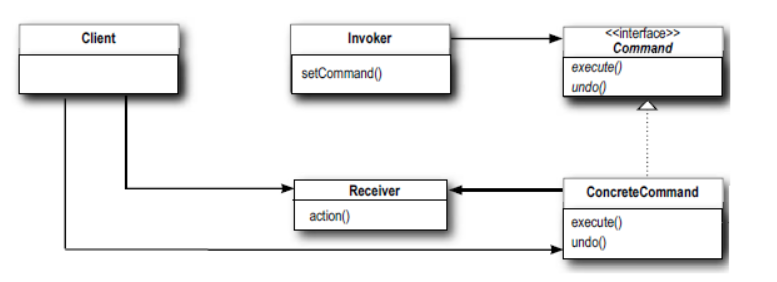 Client
Invoker
setCommand()
<<interface>>
Command
execute()
undo()
Receiver
action()
ConcreteCommand
execute()
undo()